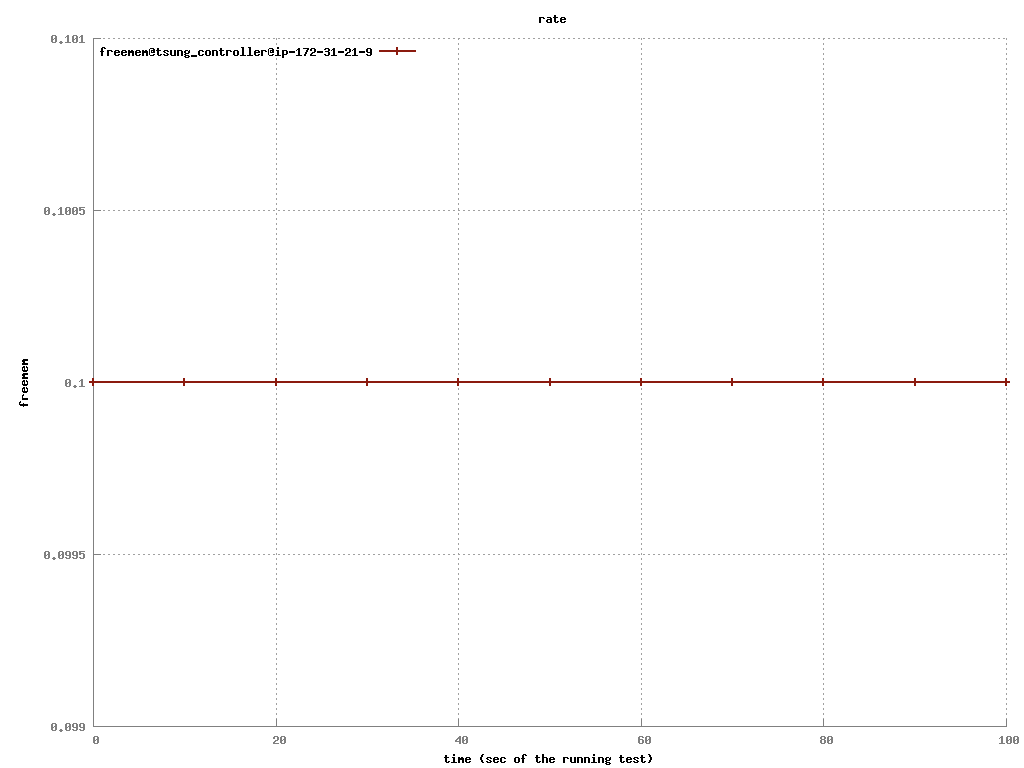 rate
0.101
freemem@tsung_controller@ip-172-31-21-9
0.1005
freemem
0.1
0.0995
0.099
0 20 40 60 80 100
time (sec of the running test)